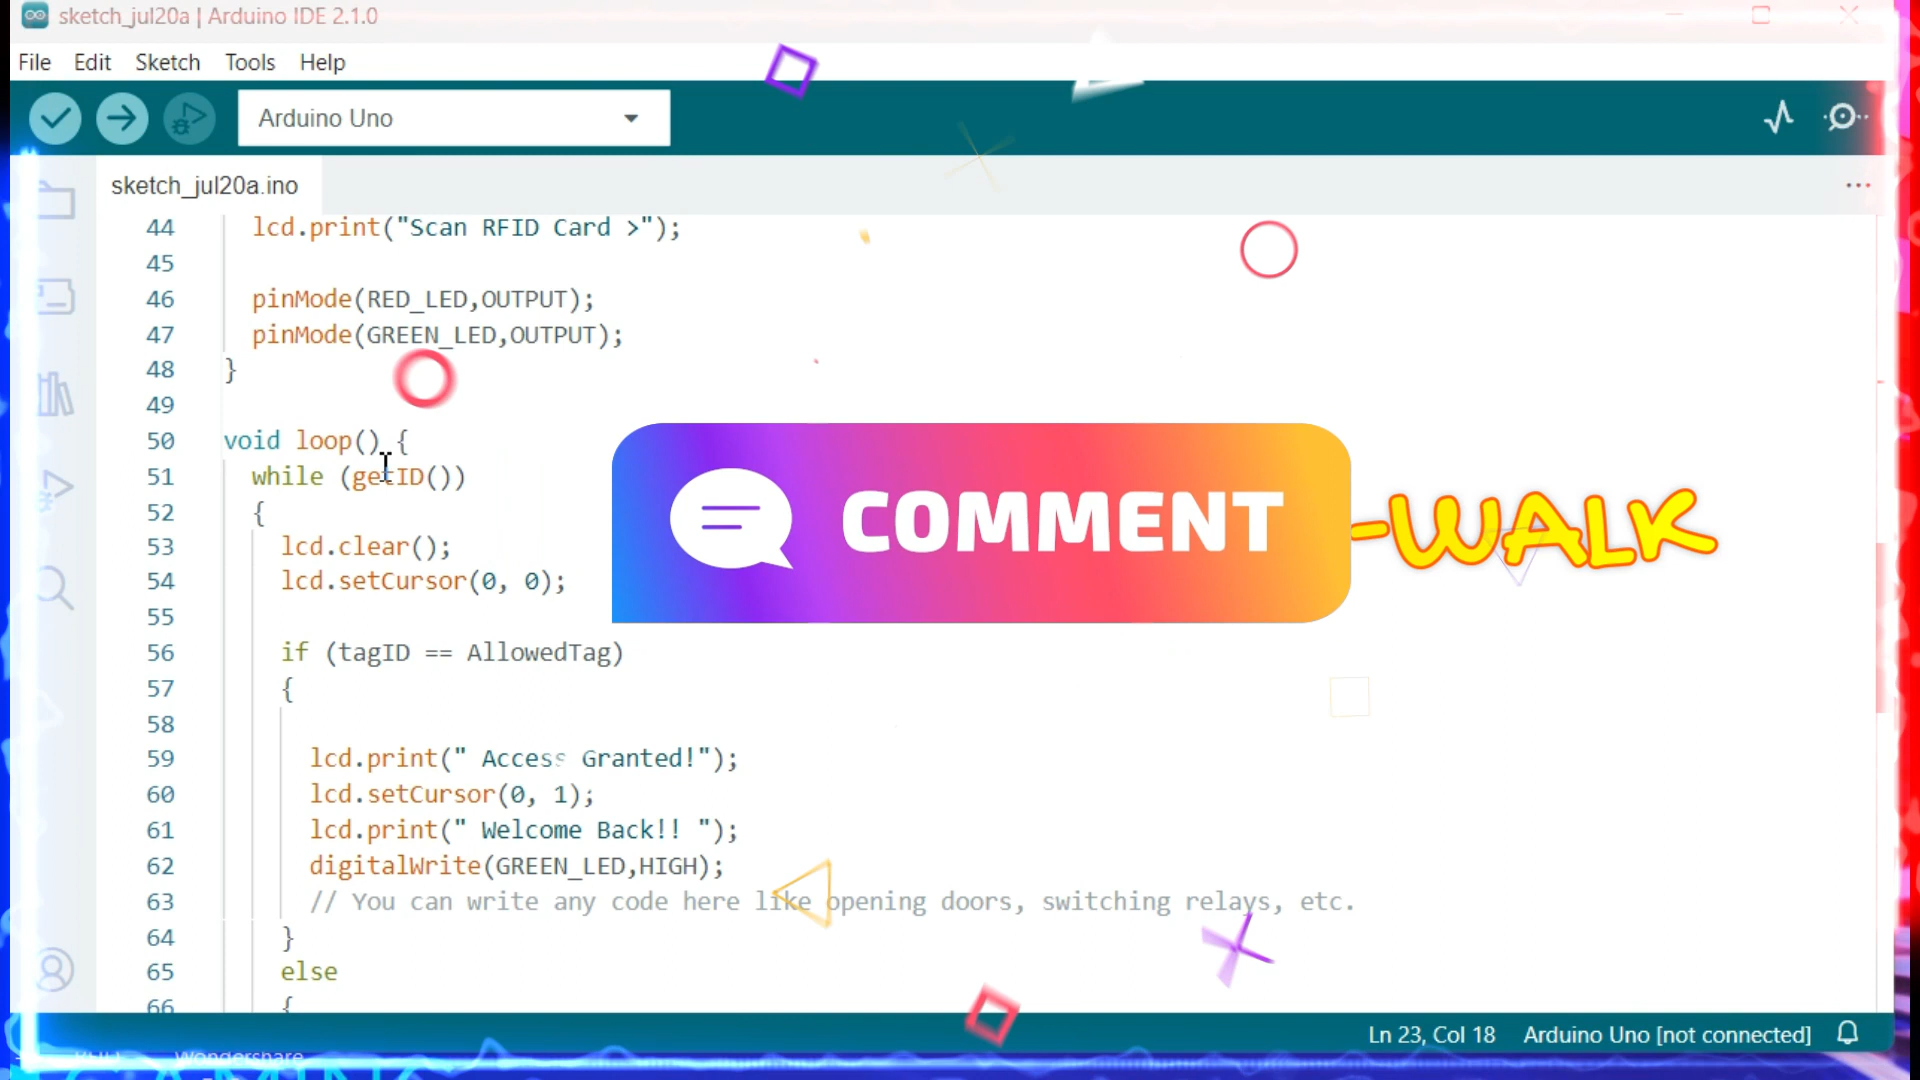 sketch_jul20a | Arduino IDE 2.1.0
File Edit Sketch Tools Help
Arduino Uno
sketch_jul20a.ino
44 lcd.print("Scan RFID Card >");
45
46 pinMode(RED_LED,OUTPUT);
47 pinMode(GREEN_LED,OUTPUT);
48 }
49
50 void loop() {
51 while (getID())
52 {
53 lcd.clear();
54 lcd.setCursor(0, 0);
55
56 if (tagID == AllowedTag)
57 {
58
59 lcd.print(" Access Granted!");
60 lcd.setCursor(0, 1);
61 lcd.print(" Welcome Back!! ");
62 digitalWrite(GREEN_LED,HIGH);
63 // You can write any code here like opening doors, switching relays, etc.
64 }
65 else
66 {
COMMENT
-WALK
Ln 23, Col 18 Arduino Uno [not connected]
Wondershare
GAMING